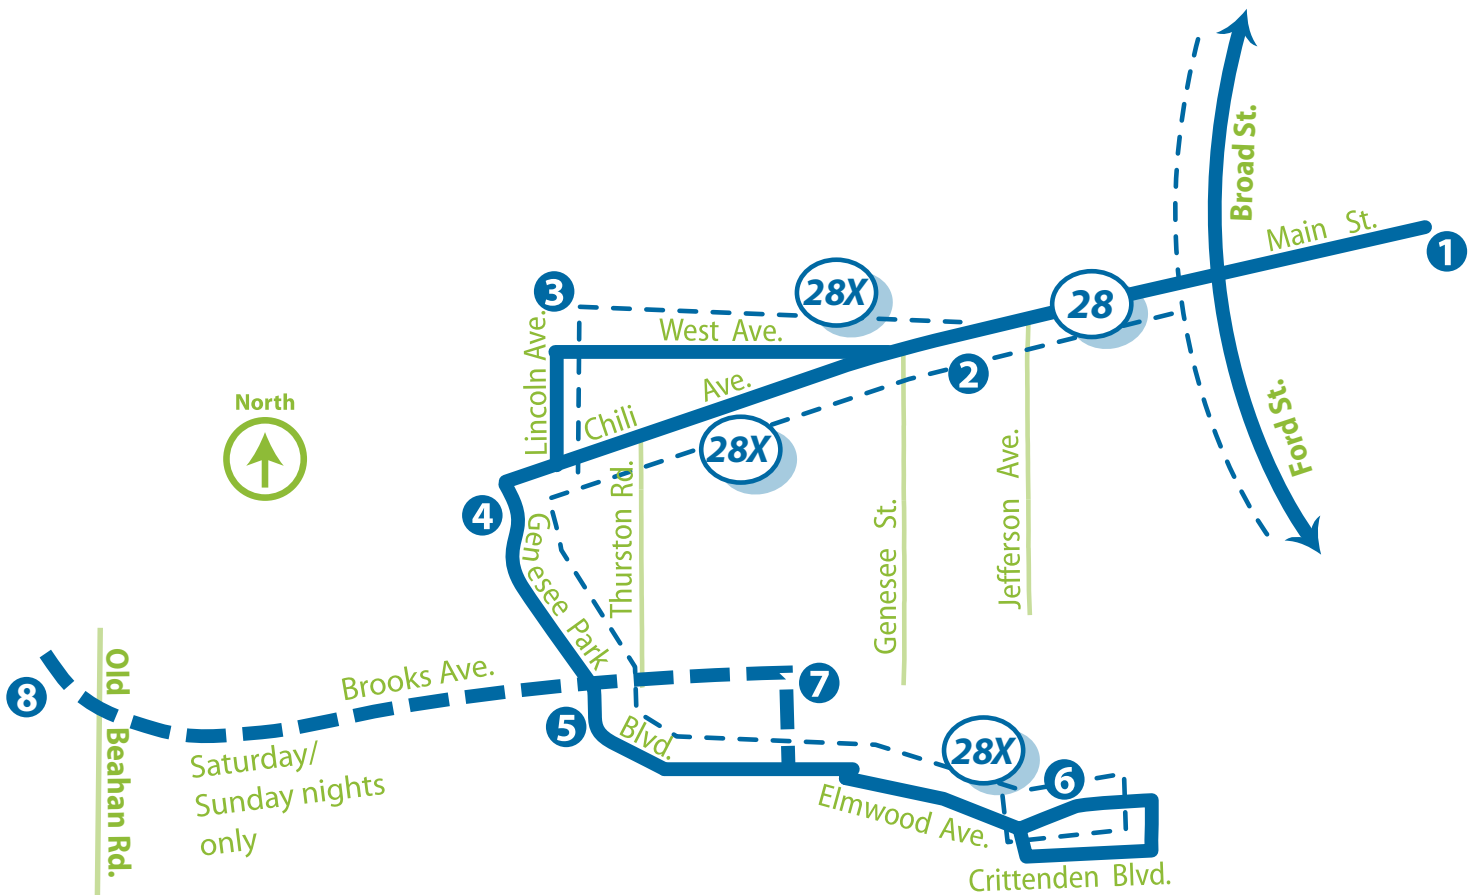 Broad St.
Main St.
1
3
28X
28
West Ave.
2
Lincoln Ave.
Chili Ave.
28X
North
Ford St.
4
Genesee Park
Thurston Rd.
Genesee St.
Jefferson Ave.
8
Old Beahan Rd.
Brooks Ave.
7
5
Blvd.
Saturday/
Sunday nights
only
28X
6
Elmwood Ave.
Crittenden Blvd.